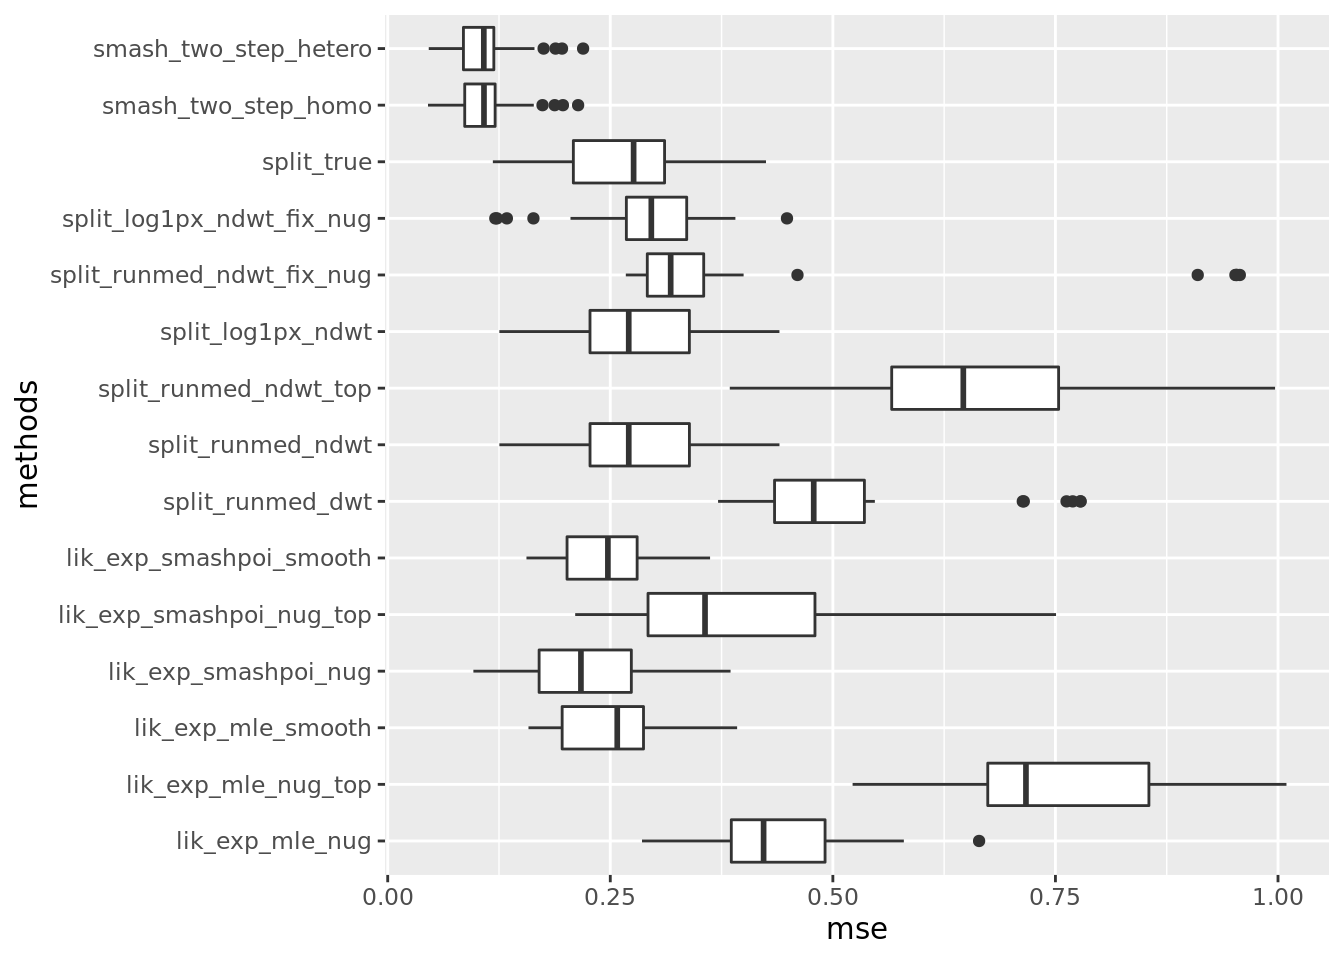 smash_two_step_hetero
smash_two_step_homo
split_true
split_log1px_ndwt_fix_nug
split_runmed_ndwt_fix_nug
split_log1px_ndwt
split_runmed_ndwt_top
split_runmed_ndwt
split_runmed_dwt
lik_exp_smashpoi_smooth
lik_exp_smashpoi_nug_top
lik_exp_smashpoi_nug
lik_exp_mle_smooth
lik_exp_mle_nug_top
lik_exp_mle_nug
methods
0.00 0.25 0.50 0.75 1.00
mse